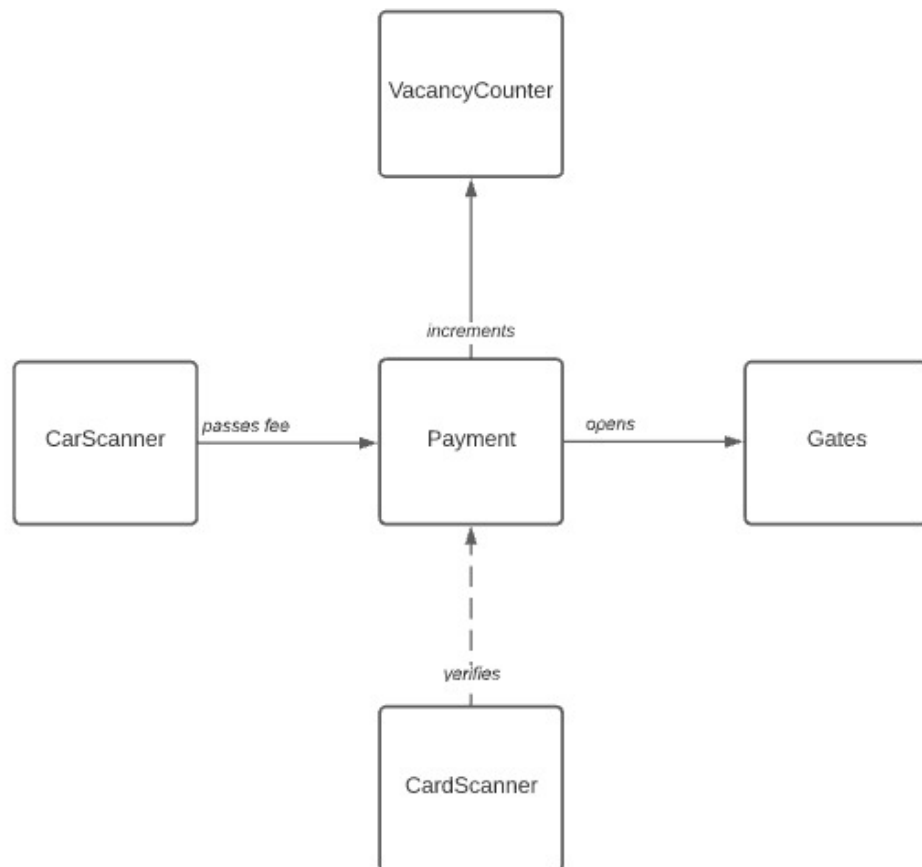 VacancyCounter
increments
CarScanner
passes fee
Payment
opens
Gates
verifies
CardScanner